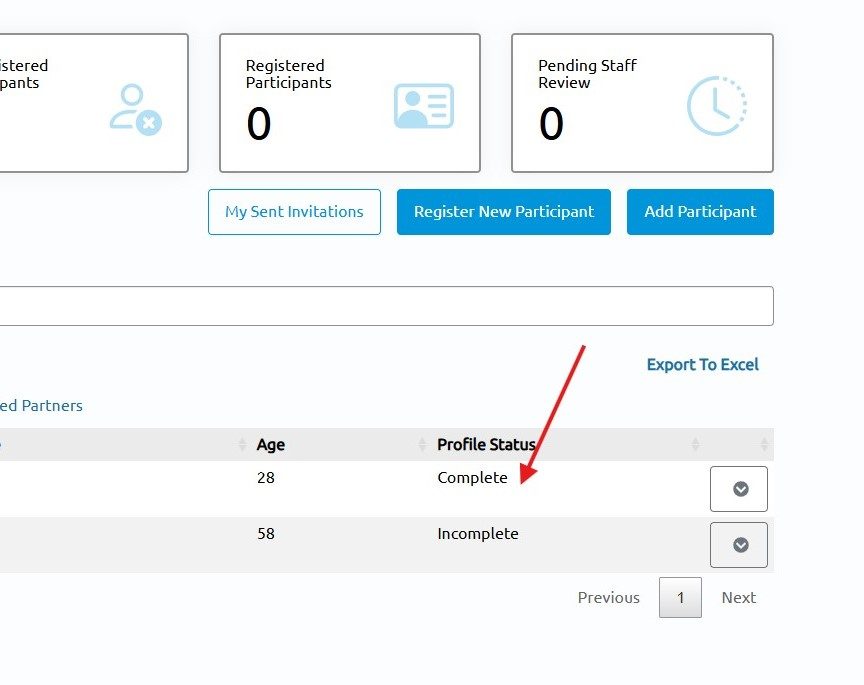 istered
pants
Registered
Participants
0
Pending Staff
Review
0
My Sent Invitations
Register New Participant
Add Participant
Export To Excel
ed Partners
Age
Profile Status
28
Complete
58
Incomplete
Previous
1
Next